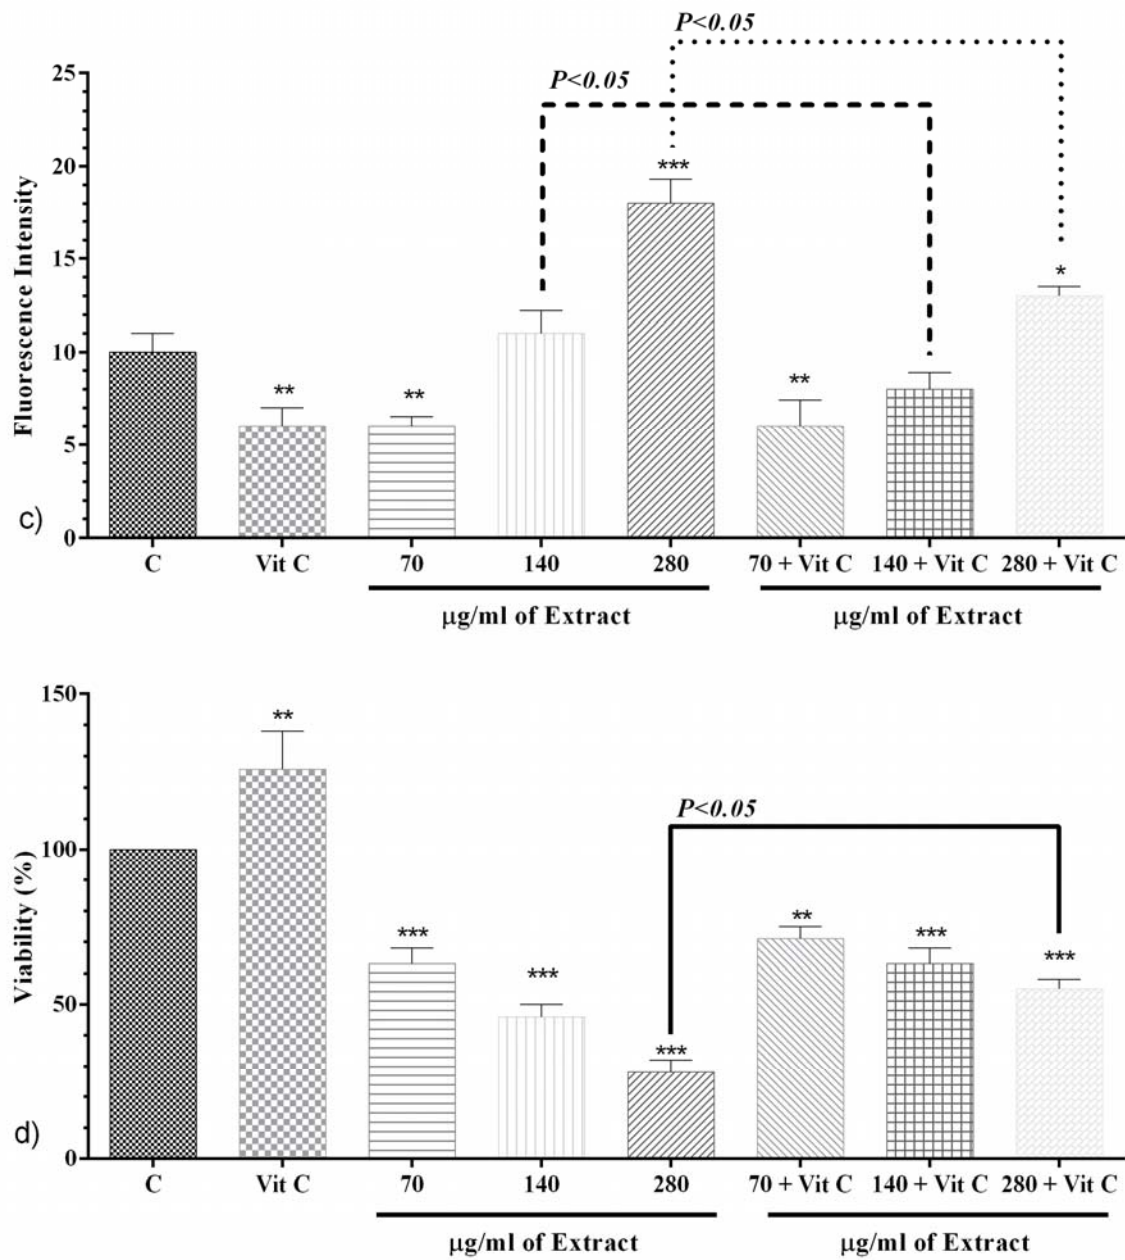 P<0.05
25
P<0.05
20
***
15
*
Fluorescence Intensity
10
**
**
**
5
c)
0
C
Vit C
70
140
280
70 + Vit C
140 + Vit C
280 + Vit C
µg/ml of Extract
µg/ml of Extract
150
**
P<0.05
100
Viability (%)
***
***
***
**
***
***
50
d)
0
C
Vit C
70
140
280
70 + Vit C
140 + Vit C
280 + Vit C
µg/ml of Extract
µg/ml of Extract